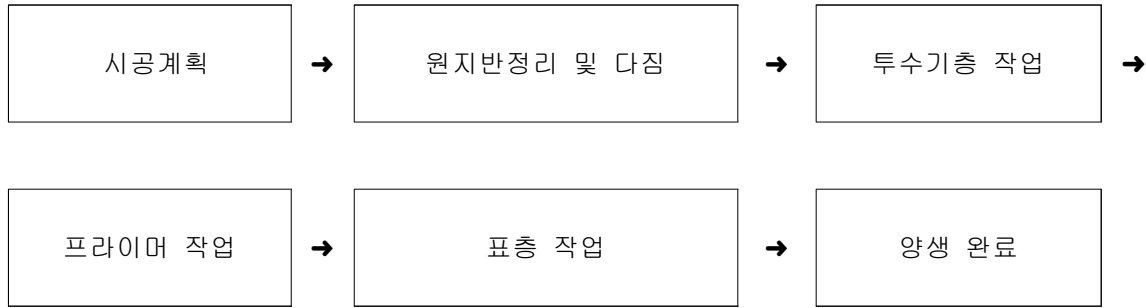 시공계획 ➔ 원지반정리 및 다짐 ➔ 투수기층 작업 ➔
프라이머 작업 ➔ 표층 작업 ➔ 양생 완료